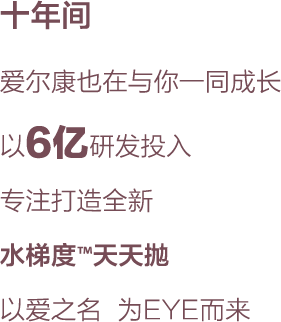 十年间
爱尔康也在与你一同成长
以6亿研发投入
专注打造全新
水梯度™天天抛
以爱之名 为EYE而来